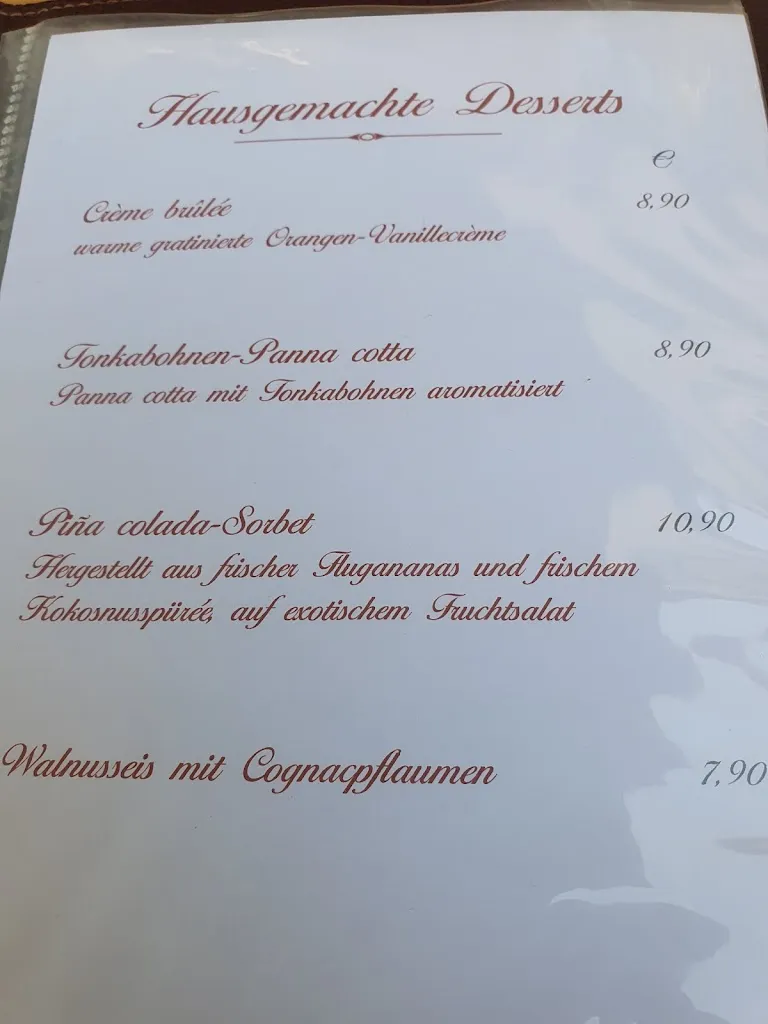 Hausgemachte Desserts
€
Crème brûlée 8,90
warme gratinierte Orangen-Vanillecrème
Tonkabohnen-Panna cotta 8,90
Panna cotta mit Tonkabohnen aromatisiert
Piña colada-Sorbet 10,90
Hergestellt aus frischer Flugananas und frischem
Kokosnusspüreé, auf exotischem Fruchtsalat
Walnusseis mit Cognacpflaumen 7,90